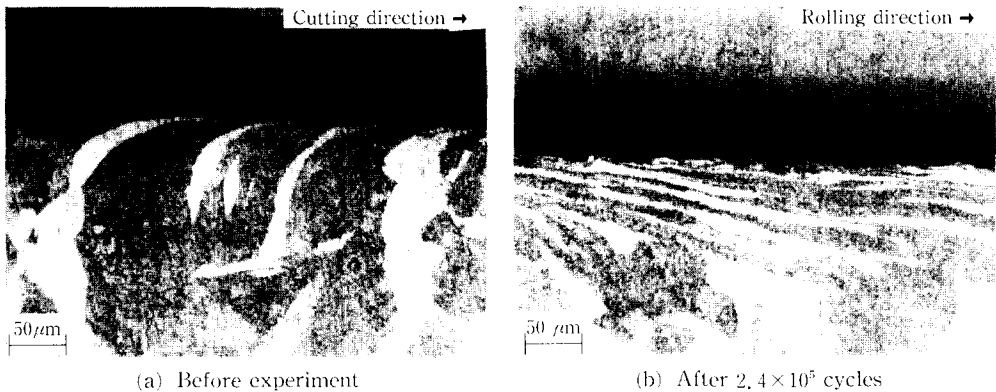 Cutting direction →
Rolling direction →
50μm
50 μm
(a) Before experiment
(b) After 2.4×10⁵ cycles